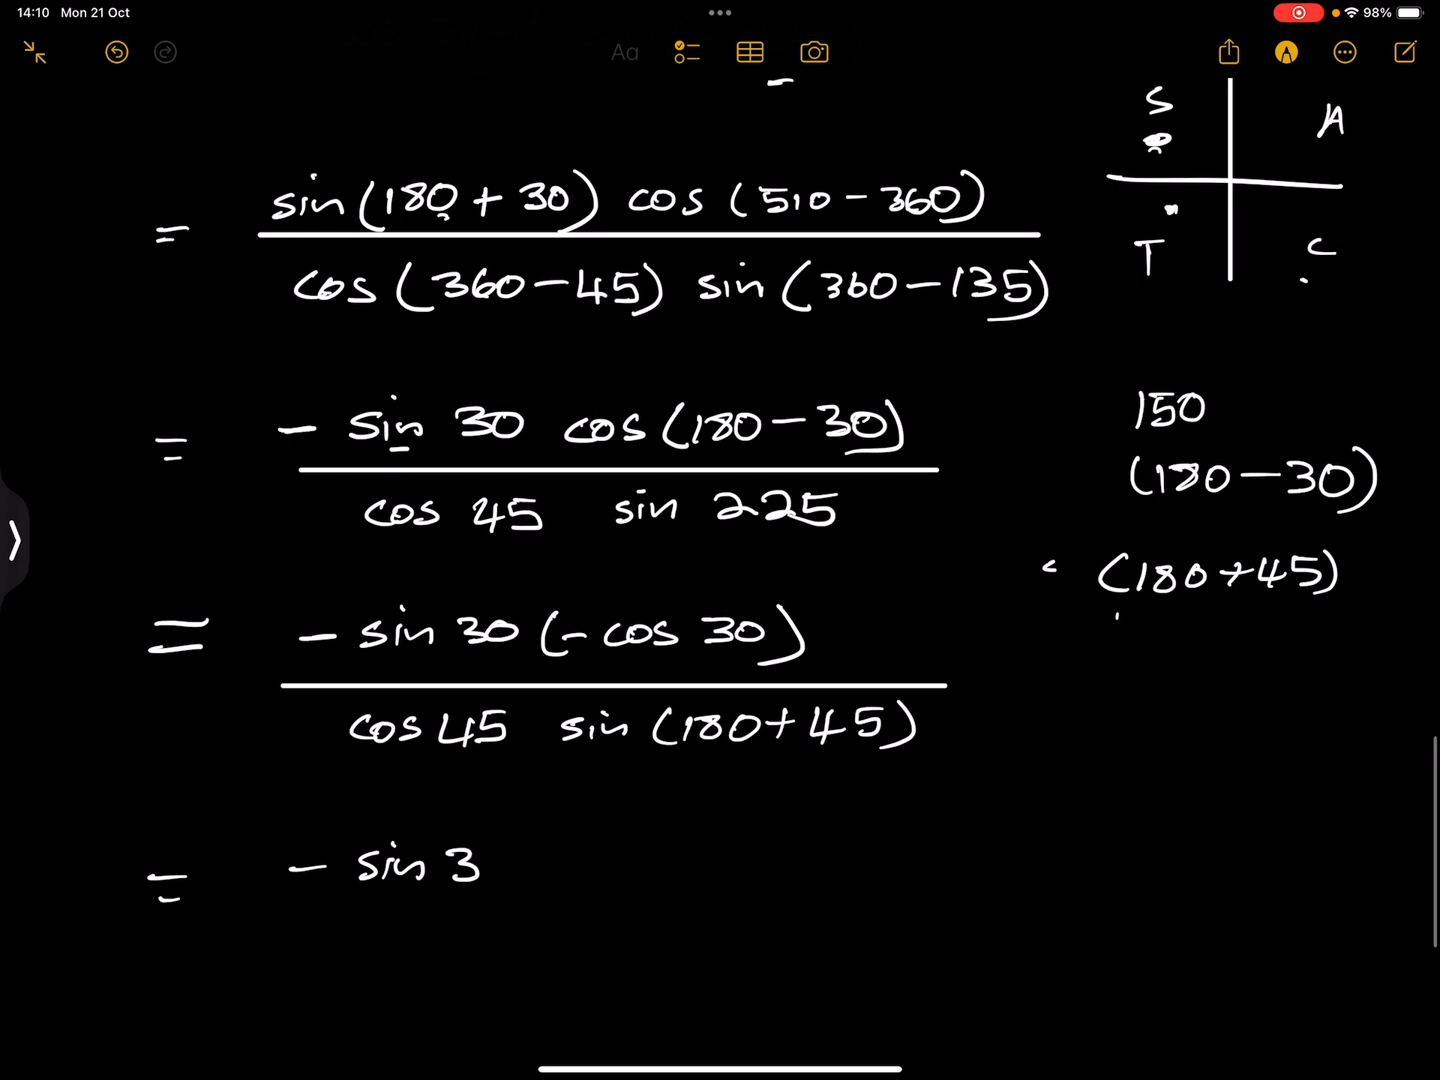 14:10 Mon 21 Oct 98%
Aa
S A
T C
= sin(180 + 30) cos (510 - 360)
cos (360 - 45) sin (360 - 135)
= - sin 30 cos (180 - 30)
cos 45 sin 225
150
(180 - 30)
(180 + 45)
= - sin 30 (- cos 30)
cos 45 sin (180 + 45)
= - sin 3